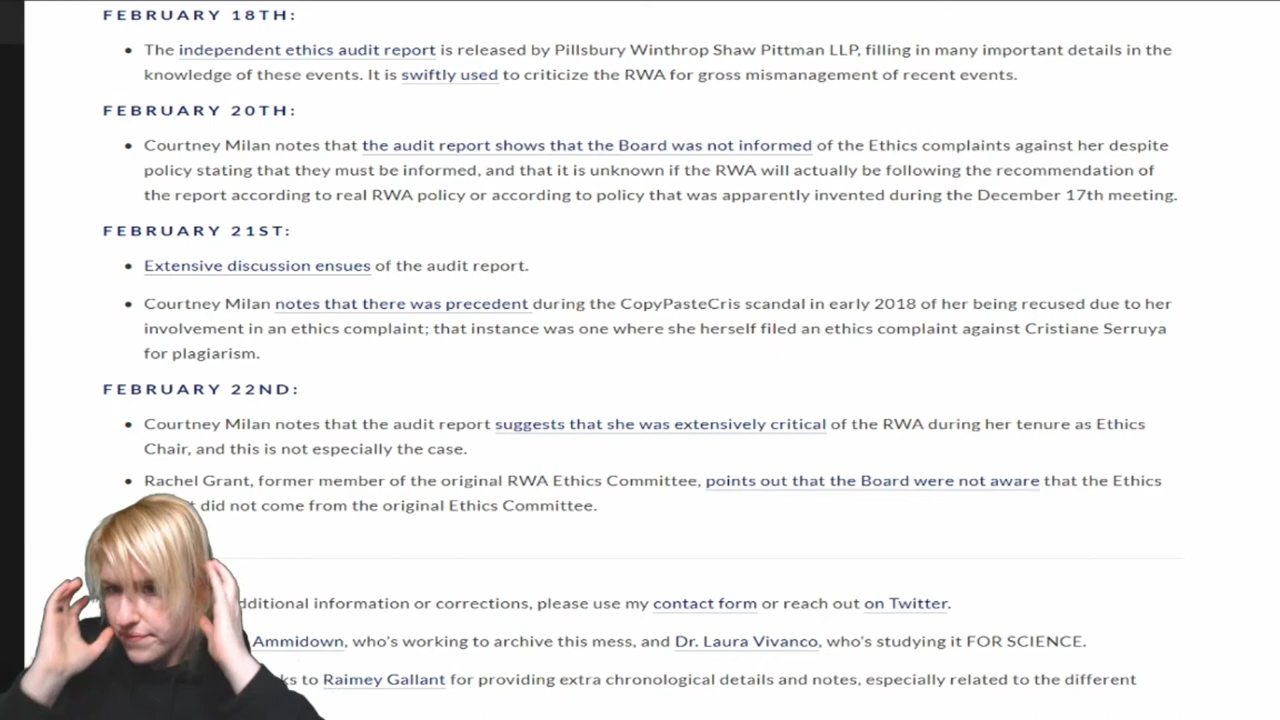 FEBRUARY 18TH:
The independent ethics audit report is released by Pillsbury Winthrop Shaw Pittman LLP, filling in many important details in the
knowledge of these events. It is swiftly used to criticize the RWA for gross mismanagement of recent events.
FEBRUARY 20TH:
Courtney Milan notes that the audit report shows that the Board was not informed of the Ethics complaints against her despite
policy stating that they must be informed, and that it is unknown if the RWA will actually be following the recommendation of
the report according to real RWA policy or according to policy that was apparently invented during the December 17th meeting.
FEBRUARY 21ST:
Extensive discussion ensues of the audit report.
Courtney Milan notes that there was precedent during the CopyPasteCris scandal in early 2018 of her being recused due to her
involvement in an ethics complaint; that instance was one where she herself filed an ethics complaint against Cristiane Serruya
for plagiarism.
FEBRUARY 22ND:
Courtney Milan notes that the audit report suggests that she was extensively critical of the RWA during her tenure as Ethics
Chair, and this is not especially the case.
Rachel Grant, former member of the original RWA Ethics Committee, points out that the Board were not aware that the Ethics
did not come from the original Ethics Committee.
information or corrections, please use my contact form or reach out on Twitter.
Ammidown, who's working to archive this mess, and Dr. Laura Vivanco, who's studying it FOR SCIENCE.
to Raimey Gallant for providing extra chronological details and notes, especially related to the different